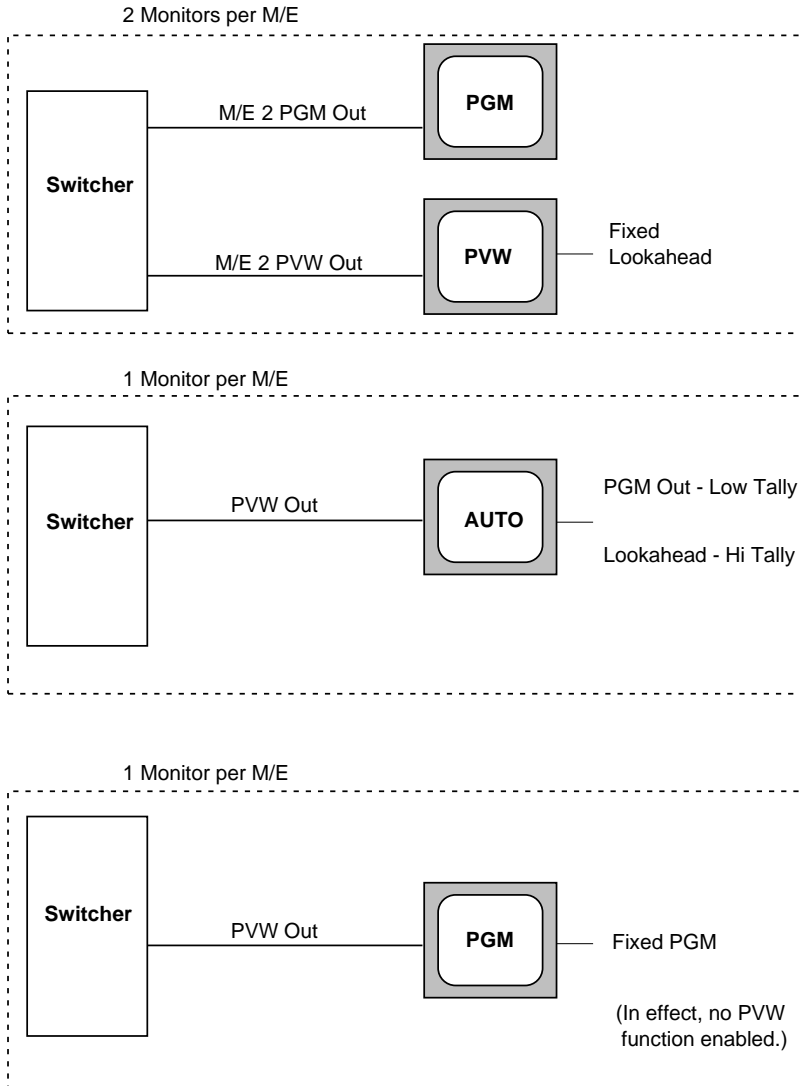 2 Monitors per M/E
Switcher
M/E 2 PGM Out
PGM
M/E 2 PVW Out
PVW
Fixed
Lookahead
1 Monitor per M/E
Switcher
PVW Out
AUTO
PGM Out - Low Tally
Lookahead - Hi Tally
1 Monitor per M/E
Switcher
PVW Out
PGM
Fixed PGM
(In effect, no PVW
function enabled.)